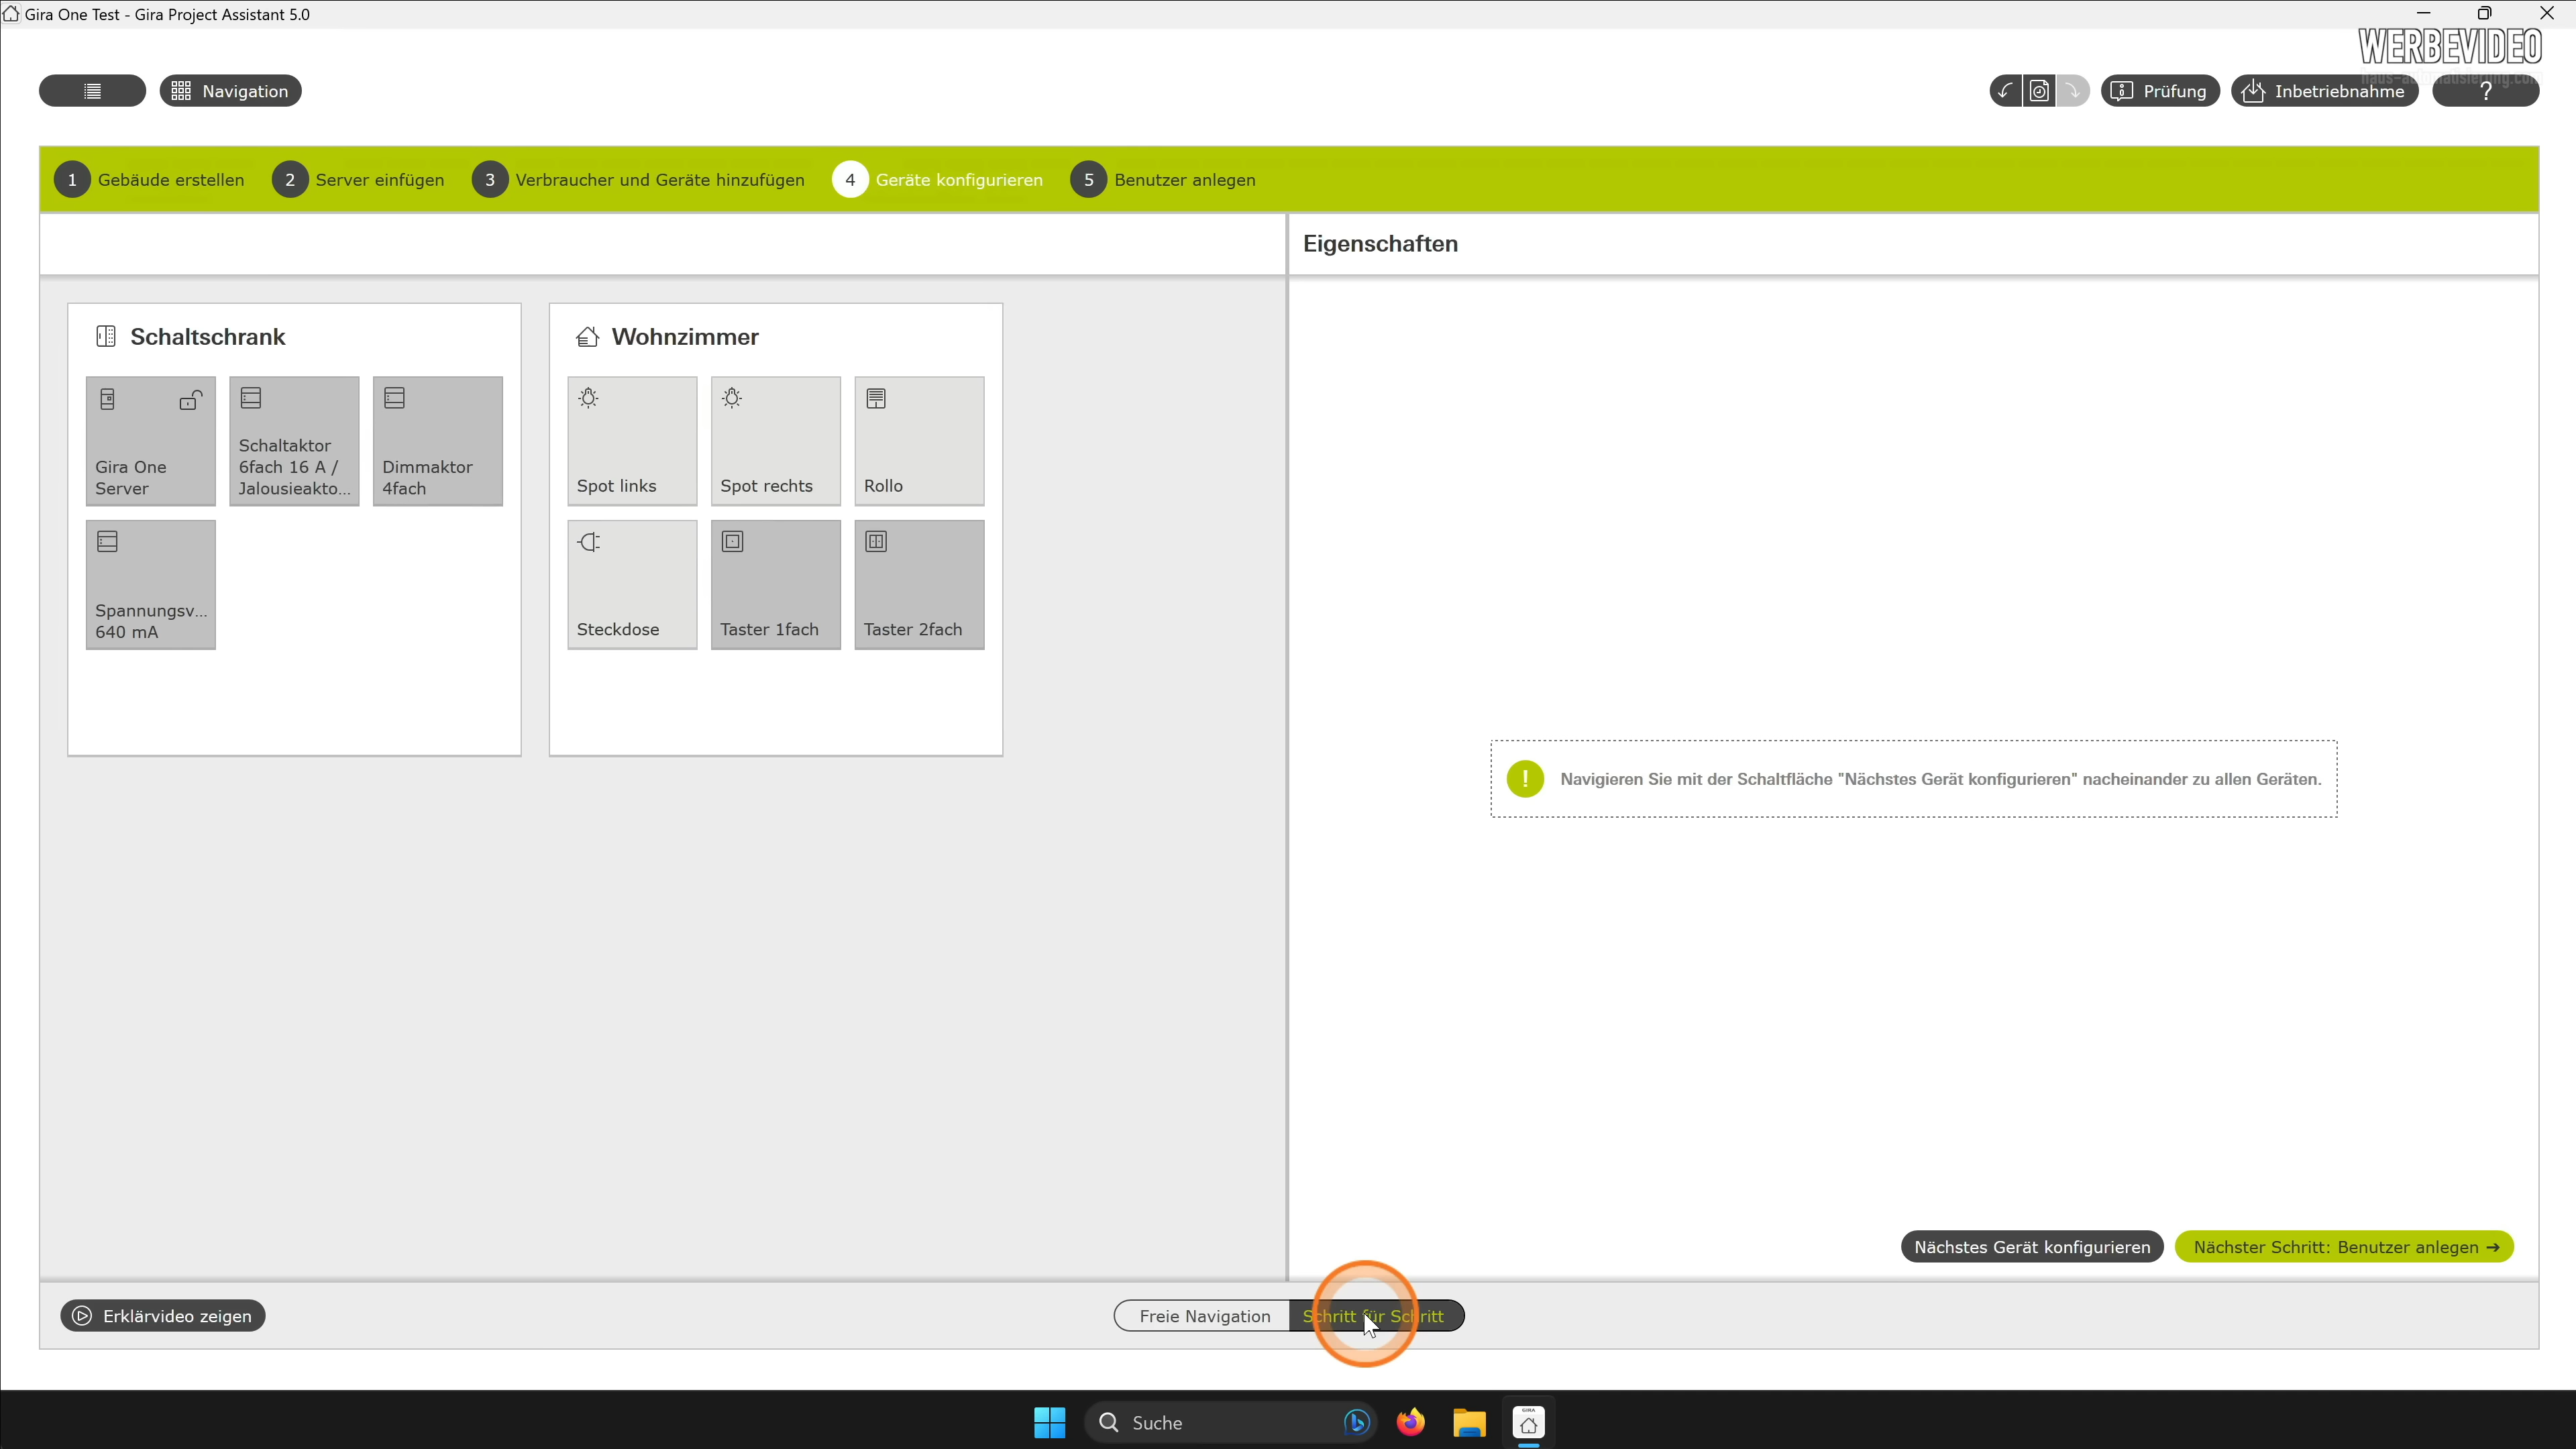 Gira One Test - Gira Project Assistant 5.0
WERBEVIDEO
haus-automatisierung.com
Navigation
Prüfung
Inbetriebnahme
?
1 Gebäude erstellen
2 Server einfügen
3 Verbraucher und Geräte hinzufügen
4 Geräte konfigurieren
5 Benutzer anlegen
Eigenschaften
Schaltschrank
Gira One
Server
Schaltaktor
6fach 16 A /
Jalousieakto...
Dimmaktor
4fach
Spannungsv...
640 mA
Wohnzimmer
Spot links
Spot rechts
Rollo
Steckdose
Taster 1fach
Taster 2fach
! Navigieren Sie mit der Schaltfläche "Nächstes Gerät konfigurieren" nacheinander zu allen Geräten.
Nächstes Gerät konfigurieren
Nächster Schritt: Benutzer anlegen →
Erklärvideo zeigen
Freie Navigation
Schritt für Schritt
Suche
GIRA